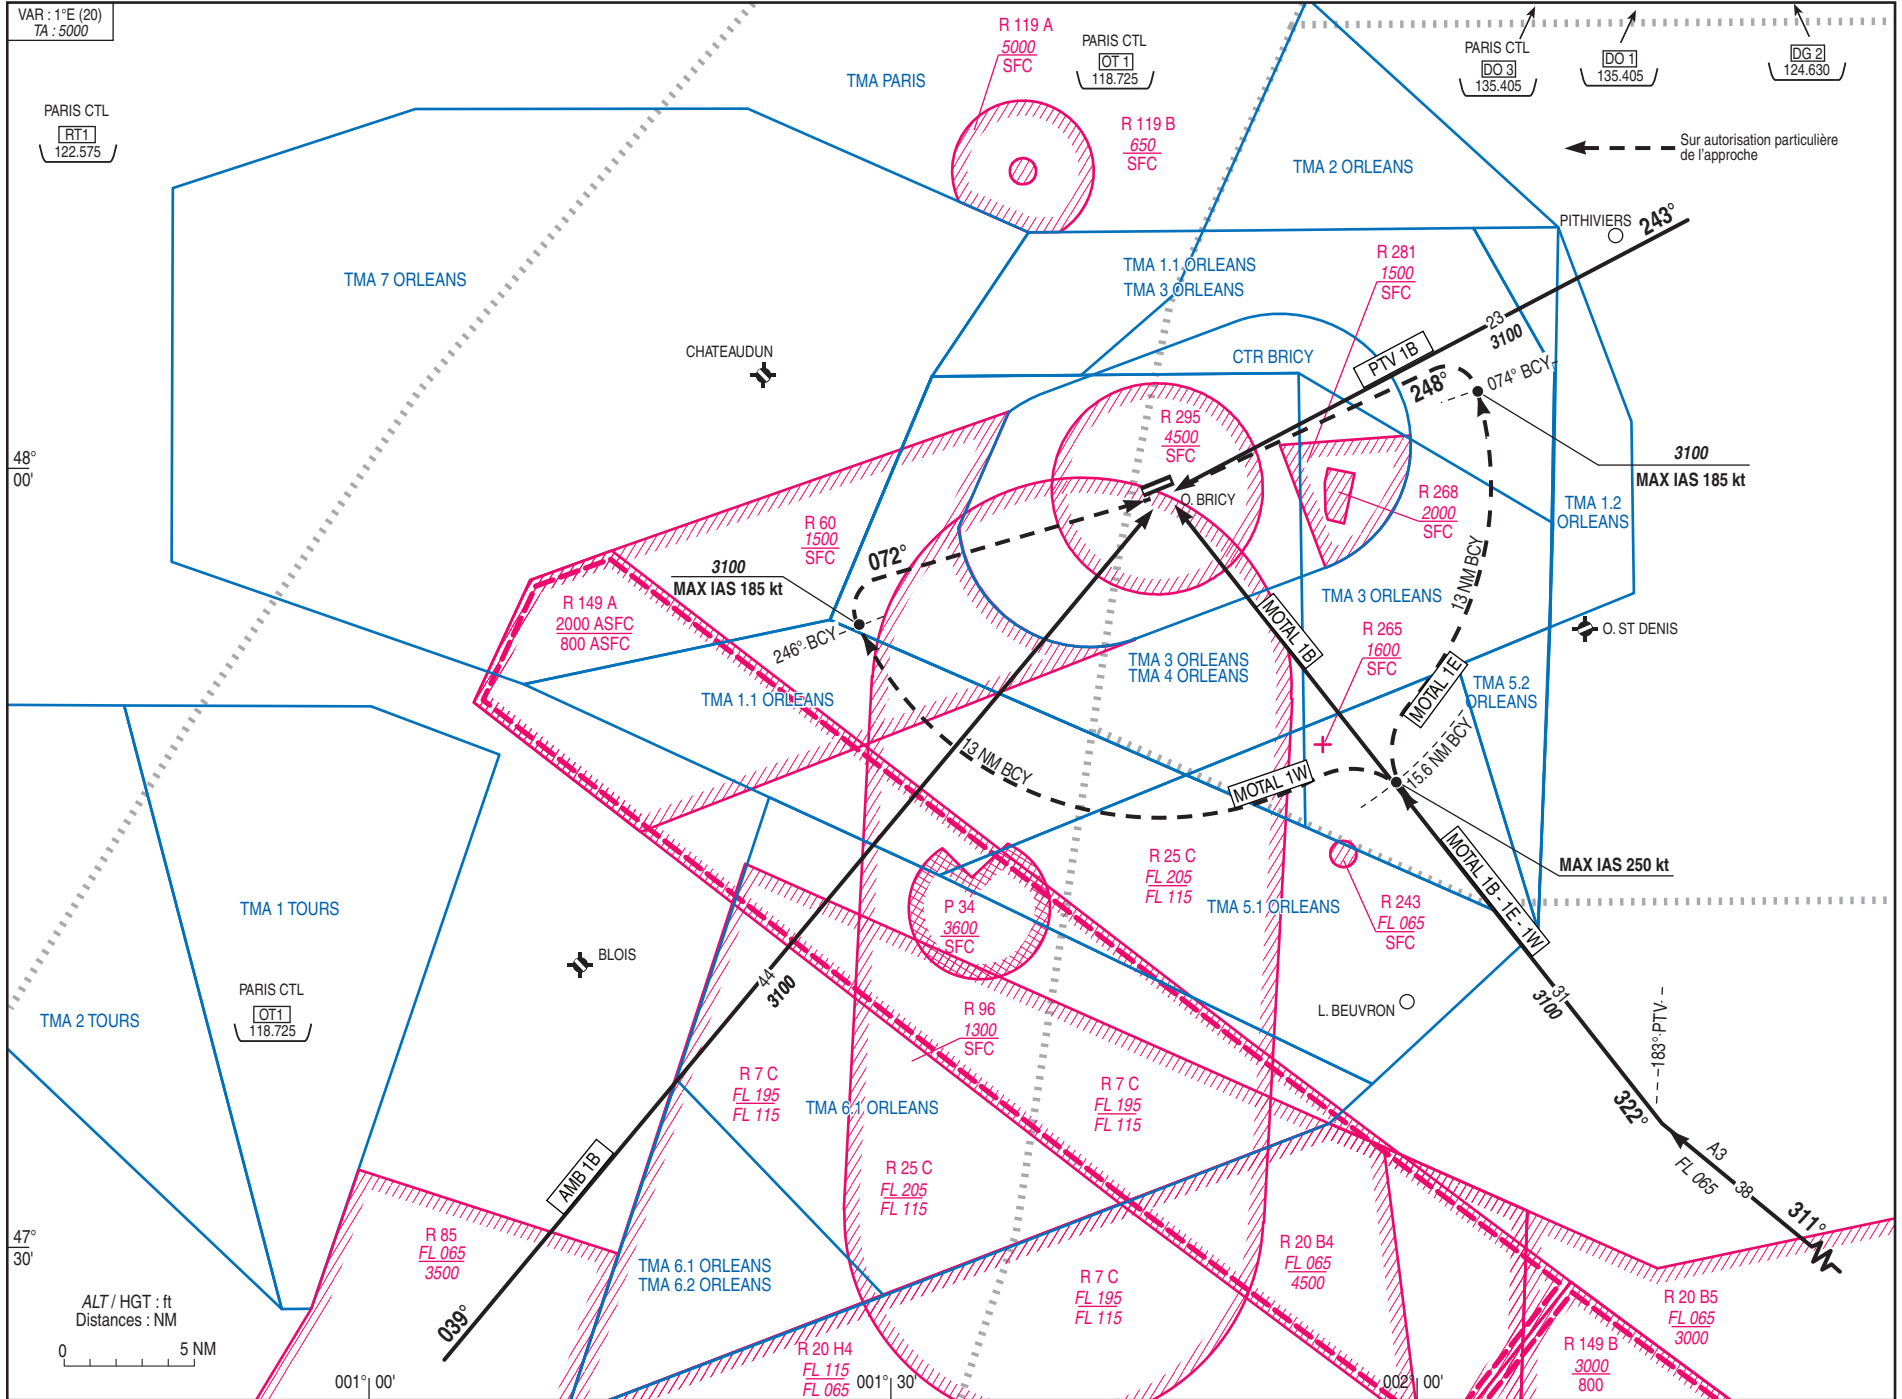 VAR : 1°E (20)
TA : 5000
PARIS CTL
RT1
122.575
TMA PARIS
R 119 A
5000
SFC
PARIS CTL
OT 1
118.725
R 119 B
650
SFC
PARIS CTL
DO 3
135.405
DO 1
135.405
DG 2
124.630
Sur autorisation particulière
de l'approche
TMA 2 ORLEANS
PITHIVIERS
243°
TMA 7 ORLEANS
TMA 1.1 ORLEANS
TMA 3 ORLEANS
R 281
1500
SFC
23
3100
CHATEAUDUN
CTR BRICY
PTV 1B
248°
074° BCY
R 295
4500
SFC
48°
00'
3100
MAX IAS 185 kt
O. BRICY
R 268
2000
SFC
TMA 1.2
ORLEANS
R 60
1500
SFC
072°
3100
MAX IAS 185 kt
13 NM BCY
R 149 A
2000 ASFC
800 ASFC
TMA 3 ORLEANS
MOTAL 1B
O. ST DENIS
246° BCY
R 265
1600
SFC
TMA 3 ORLEANS
TMA 4 ORLEANS
MOTAL 1E
TMA 5.2
ORLEANS
TMA 1.1 ORLEANS
13 NM BCY
15.6 NM BCY
MOTAL 1W
MAX IAS 250 kt
R 25 C
FL 205
FL 115
MOTAL 1B - 1E - 1W
TMA 1 TOURS
P 34
3600
SFC
TMA 5.1 ORLEANS
R 243
FL 065
SFC
BLOIS
44
3100
PARIS CTL
OT1
118.725
TMA 2 TOURS
L. BEUVRON
31
3100
R 96
1300
SFC
183° PTV
R 7 C
FL 195
FL 115
TMA 6.1 ORLEANS
R 7 C
FL 195
FL 115
322°
A3
FL 065
38
AMB 1B
R 25 C
FL 205
FL 115
311°
R 85
FL 065
3500
47°
30'
TMA 6.1 ORLEANS
TMA 6.2 ORLEANS
R 20 B4
FL 065
4500
R 7 C
FL 195
FL 115
R 20 B5
FL 065
3000
ALT / HGT : ft
Distances : NM
0 5 NM
039°
R 20 H4
FL 115
FL 065
R 149 B
3000
800
001° 00'
001° 30'
002° 00'